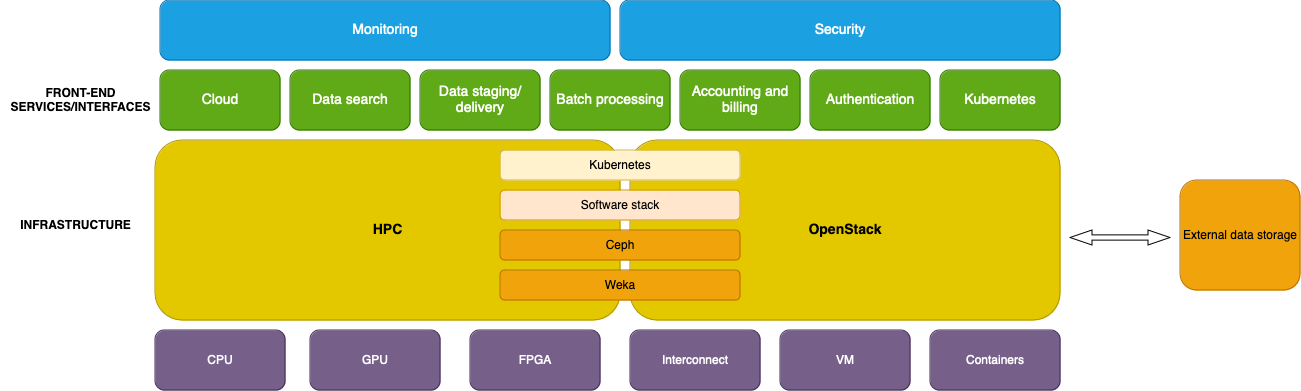 Monitoring
Security
FRONT-END
SERVICES/INTERFACES
Cloud
Data search
Data staging/
delivery
Batch processing
Accounting and
billing
Authentication
Kubernetes
INFRASTRUCTURE
HPC
Kubernetes
Software stack
Ceph
Weka
OpenStack
External data storage
CPU
GPU
FPGA
Interconnect
VM
Containers